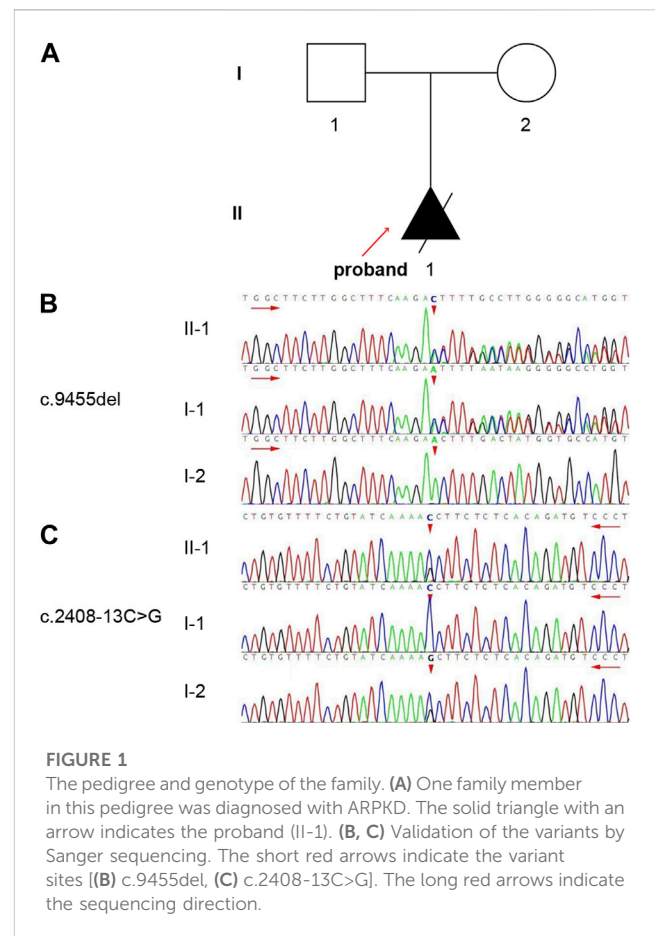 A
I
1
2
II
proband
1
B
TGGCTTCTTGGCTTTCAAGACTTTTGCCTTGGGGGCATGGT
II-1
TGGCTTCTTGGCTTTCAAGAATTTTAATAAGGGGGCCTGGT
c.9455del
I-1
TGGCTTCTTGGCTTTCAAGAACTTTGACTATGGTGCCATGT
I-2
CTGTGTTTTCTGTATCAAAACCTTCTCTCACAGATGTCCCT
C
II-1
CTGTGTTTTCTGTATCAAAACCTTCTCTCACAGATGTCCCT
c.2408-13C>G
I-1
CTGTGTTTTCTGTATCAAAAGCTTCTCTCACAGATGTCCCT
I-2
FIGURE 1
The pedigree and genotype of the family. (A) One family member
in this pedigree was diagnosed with ARPKD. The solid triangle with an
arrow indicates the proband (II-1). (B, C) Validation of the variants by
Sanger sequencing. The short red arrows indicate the variant
sites [(B) c.9455del, (C) c.2408-13C>G]. The long red arrows indicate
the sequencing direction.